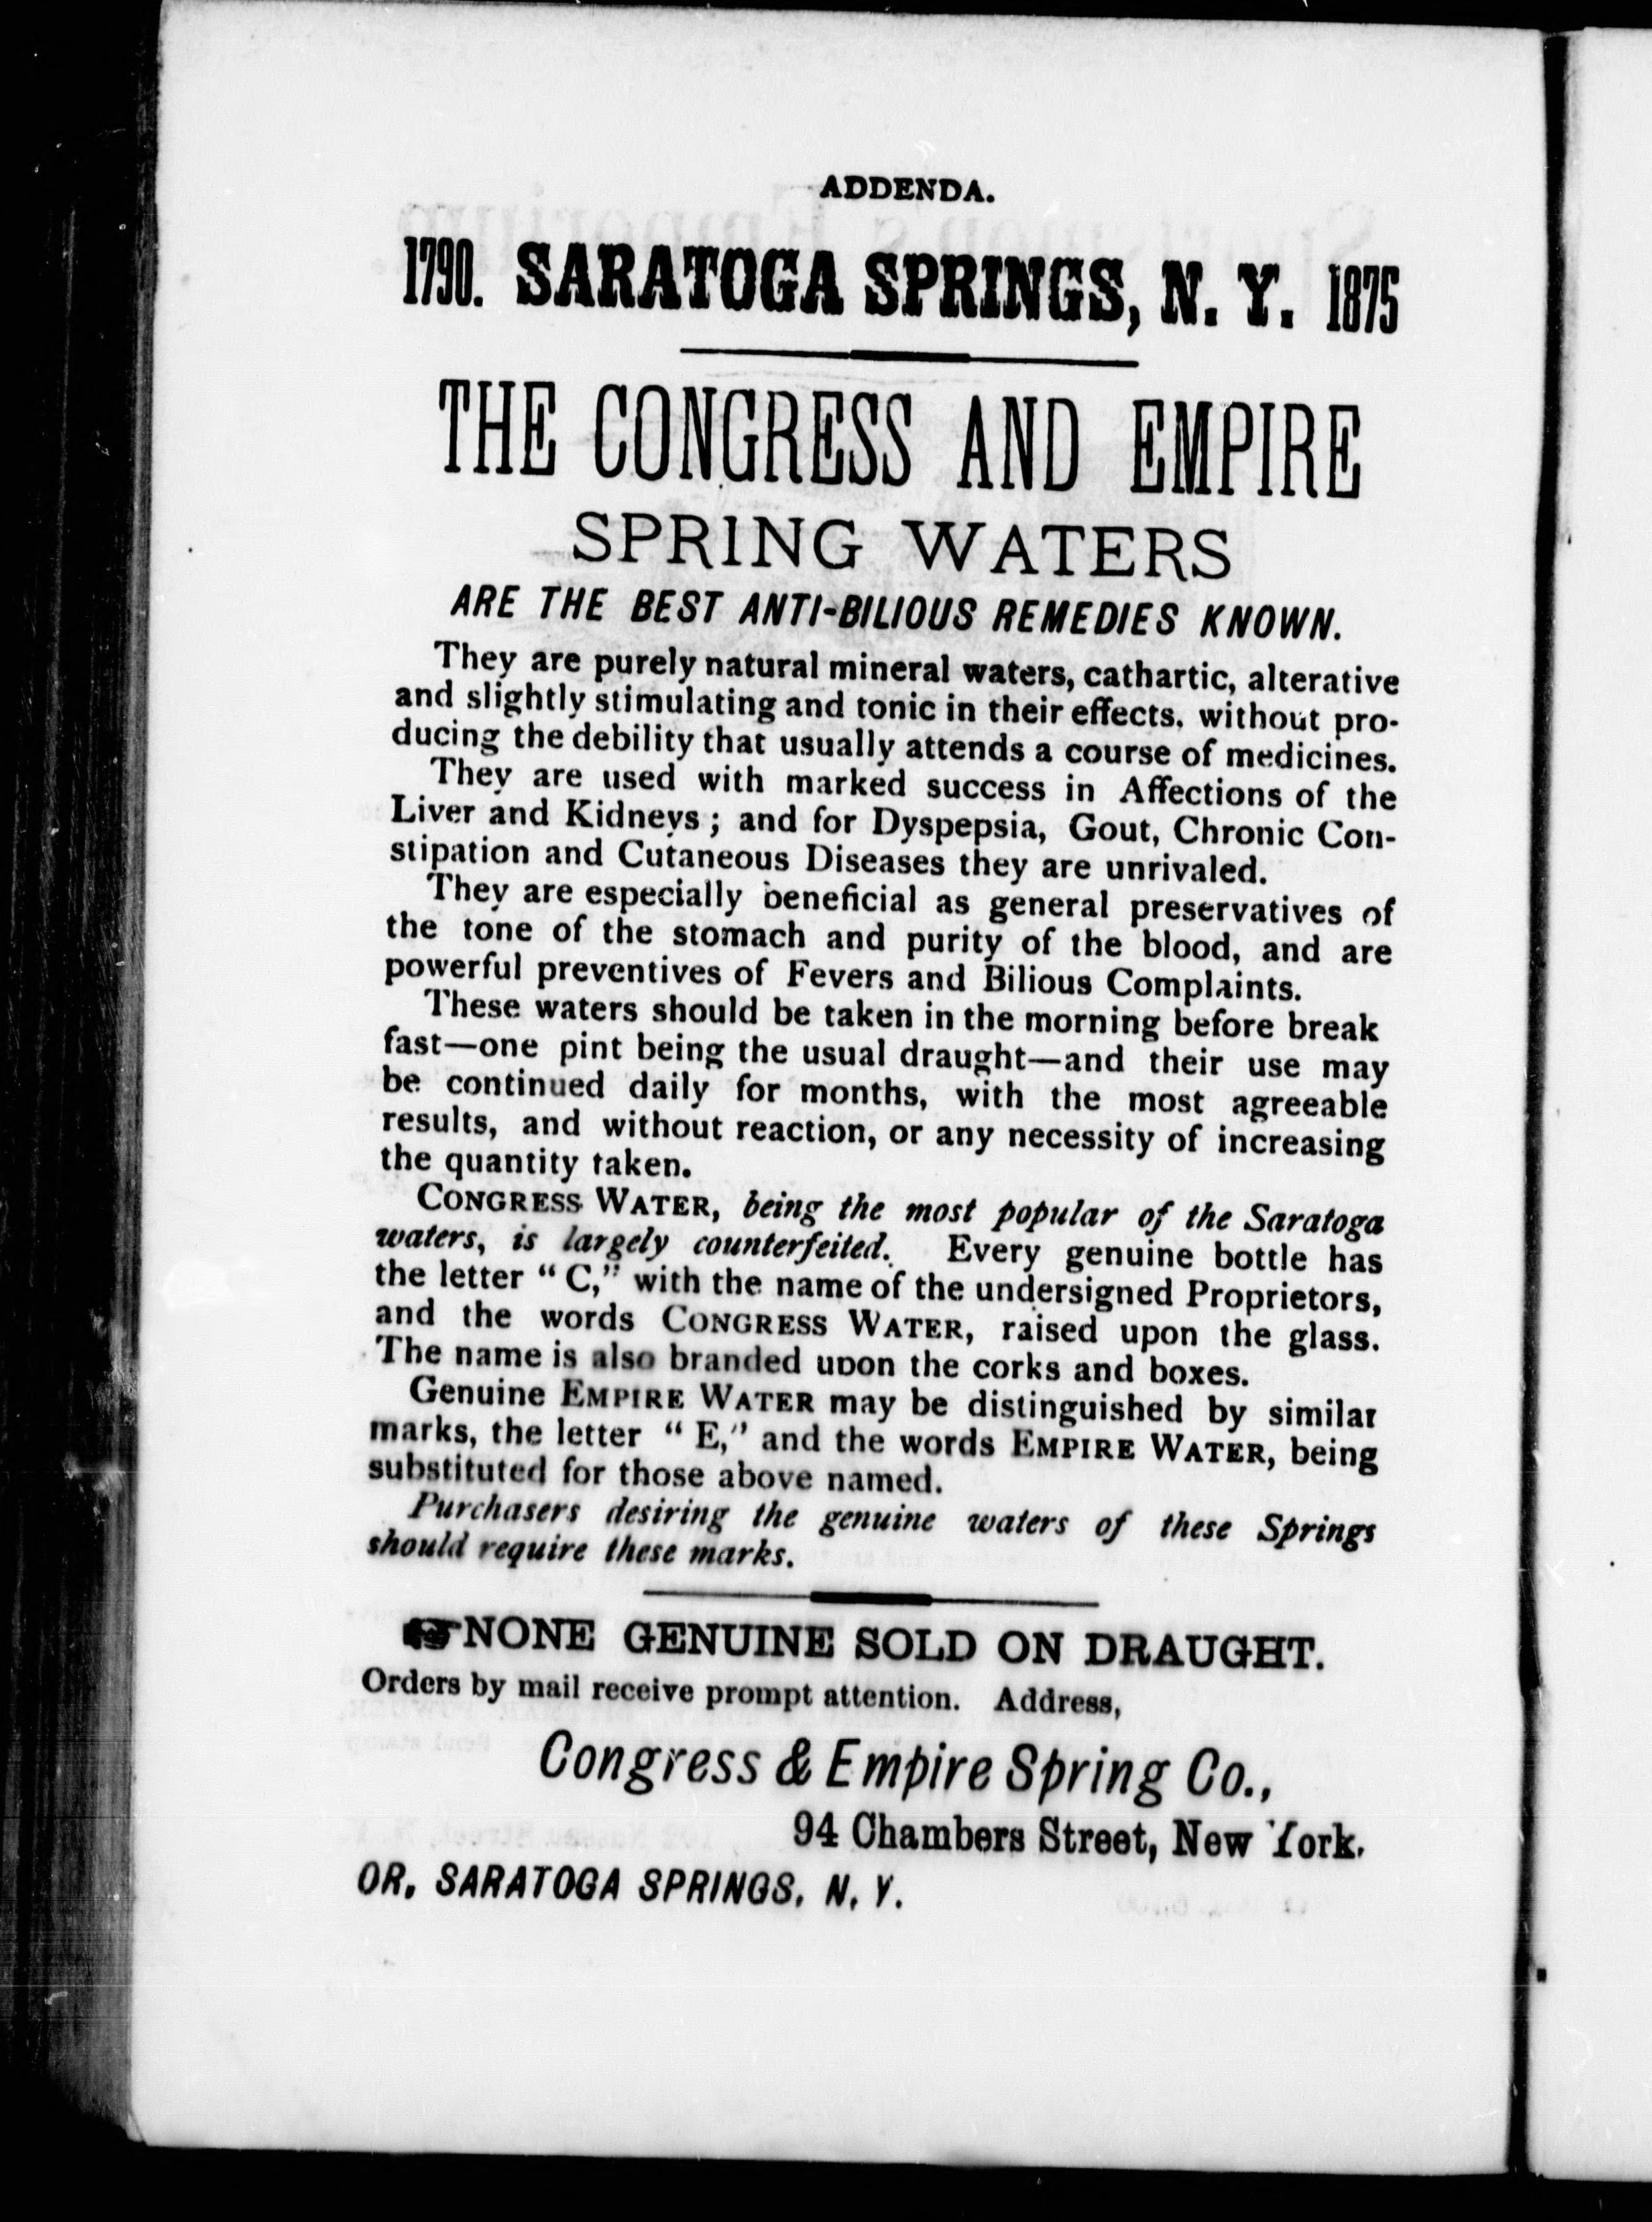 ADDENDA.
1790. SARATOGA SPRINGS, N. Y. 1875
THE CONGRESS AND EMPIRE
SPRING WATERS
ARE THE BEST ANTI-BILIOUS REMEDIES KNOWN.
They are purely natural mineral waters, cathartic, alterative
and slightly stimulating and tonic in their effects, without pro-
ducing the debility that usually attends a course of medicines.
They are used with marked success in Affections of the
Liver and Kidneys; and for Dyspepsia, Gout, Chronic Con-
stipation and Cutaneous Diseases they are unrivaled.
They are especially beneficial as general preservatives of
the tone of the stomach and purity of the blood, and are
powerful preventives of Fevers and Bilious Complaints.
These waters should be taken in the morning before break
fast—one pint being the usual draught—and their use may
be continued daily for months, with the most agreeable
results, and without reaction, or any necessity of increasing
the quantity taken.
CONGRESS WATER, being the most popular of the Saratoga
waters, is largely counterfeited. Every genuine bottle has
the letter "C," with the name of the undersigned Proprietors,
and the words CONGRESS WATER, raised upon the glass.
The name is also branded upon the corks and boxes.
Genuine EMPIRE WATER may be distinguished by similar
marks, the letter "E," and the words EMPIRE WATER, being
substituted for those above named.
Purchasers desiring the genuine waters of these Springs
should require these marks.
☞NONE GENUINE SOLD ON DRAUGHT.
Orders by mail receive prompt attention. Address,
Congress & Empire Spring Co.,
94 Chambers Street, New York.
OR, SARATOGA SPRINGS, N. Y.